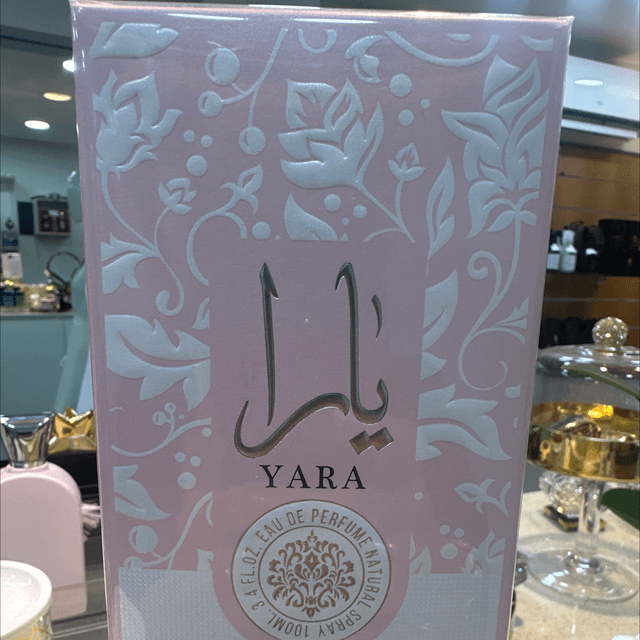 يارا
YARA
EAU DE PERFUME NATURAL SPRAY 100ML 3.4 FL.OZ.